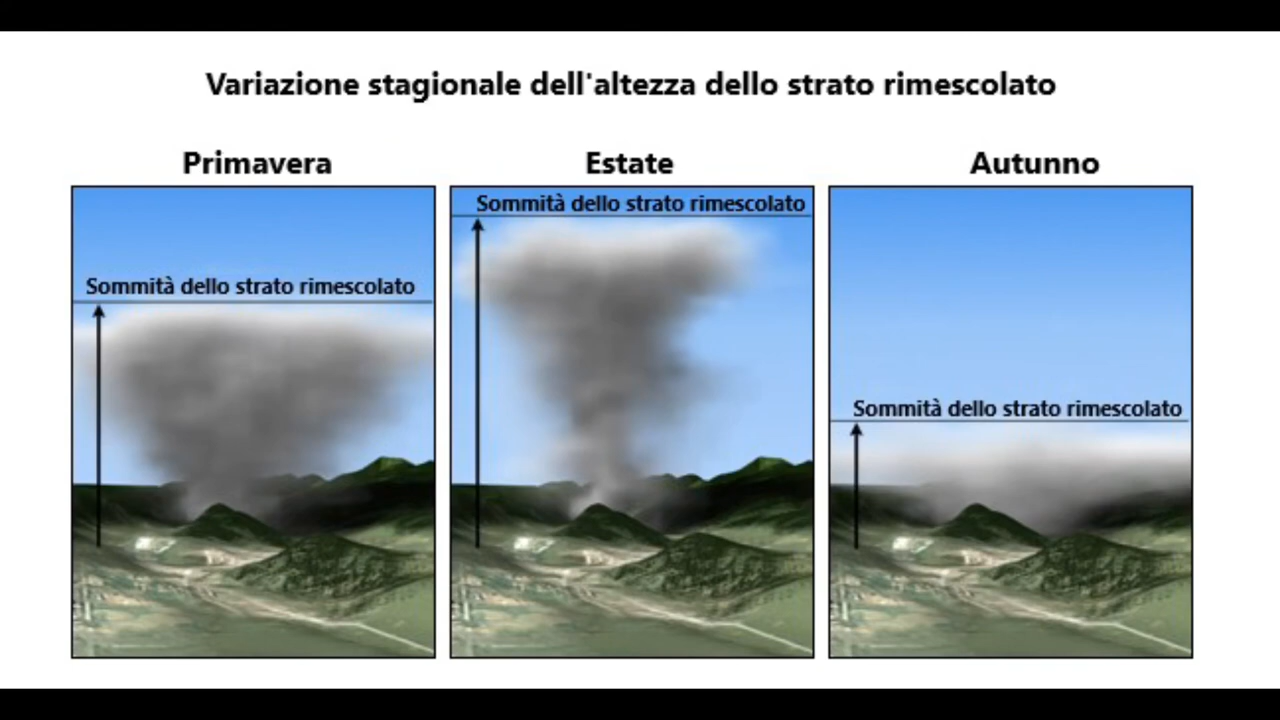 Variazione stagionale dell'altezza dello strato rimescolato
Primavera
Estate
Autunno
Sommità dello strato rimescolato
Sommità dello strato rimescolato
Sommità dello strato rimescolato